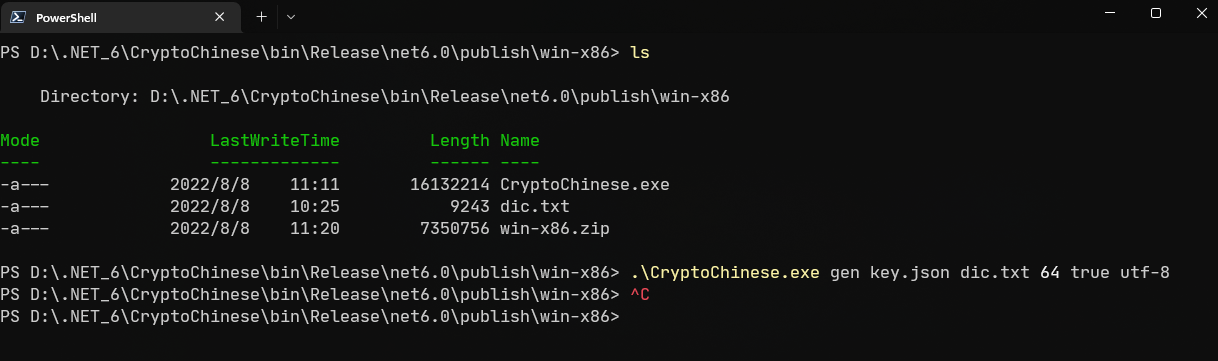 PowerShell
PS D:\.NET_6\CryptoChinese\bin\Release\net6.0\publish\win-x86> ls
Directory: D:\.NET_6\CryptoChinese\bin\Release\net6.0\publish\win-x86
Mode                 LastWriteTime         Length Name
----                 -------------         ------ ----
-a---            2022/8/8    11:11       16132214 CryptoChinese.exe
-a---            2022/8/8    10:25           9243 dic.txt
-a---            2022/8/8    11:20        7350756 win-x86.zip
PS D:\.NET_6\CryptoChinese\bin\Release\net6.0\publish\win-x86> .\CryptoChinese.exe gen key.json dic.txt 64 true utf-8
PS D:\.NET_6\CryptoChinese\bin\Release\net6.0\publish\win-x86> ^C
PS D:\.NET_6\CryptoChinese\bin\Release\net6.0\publish\win-x86>